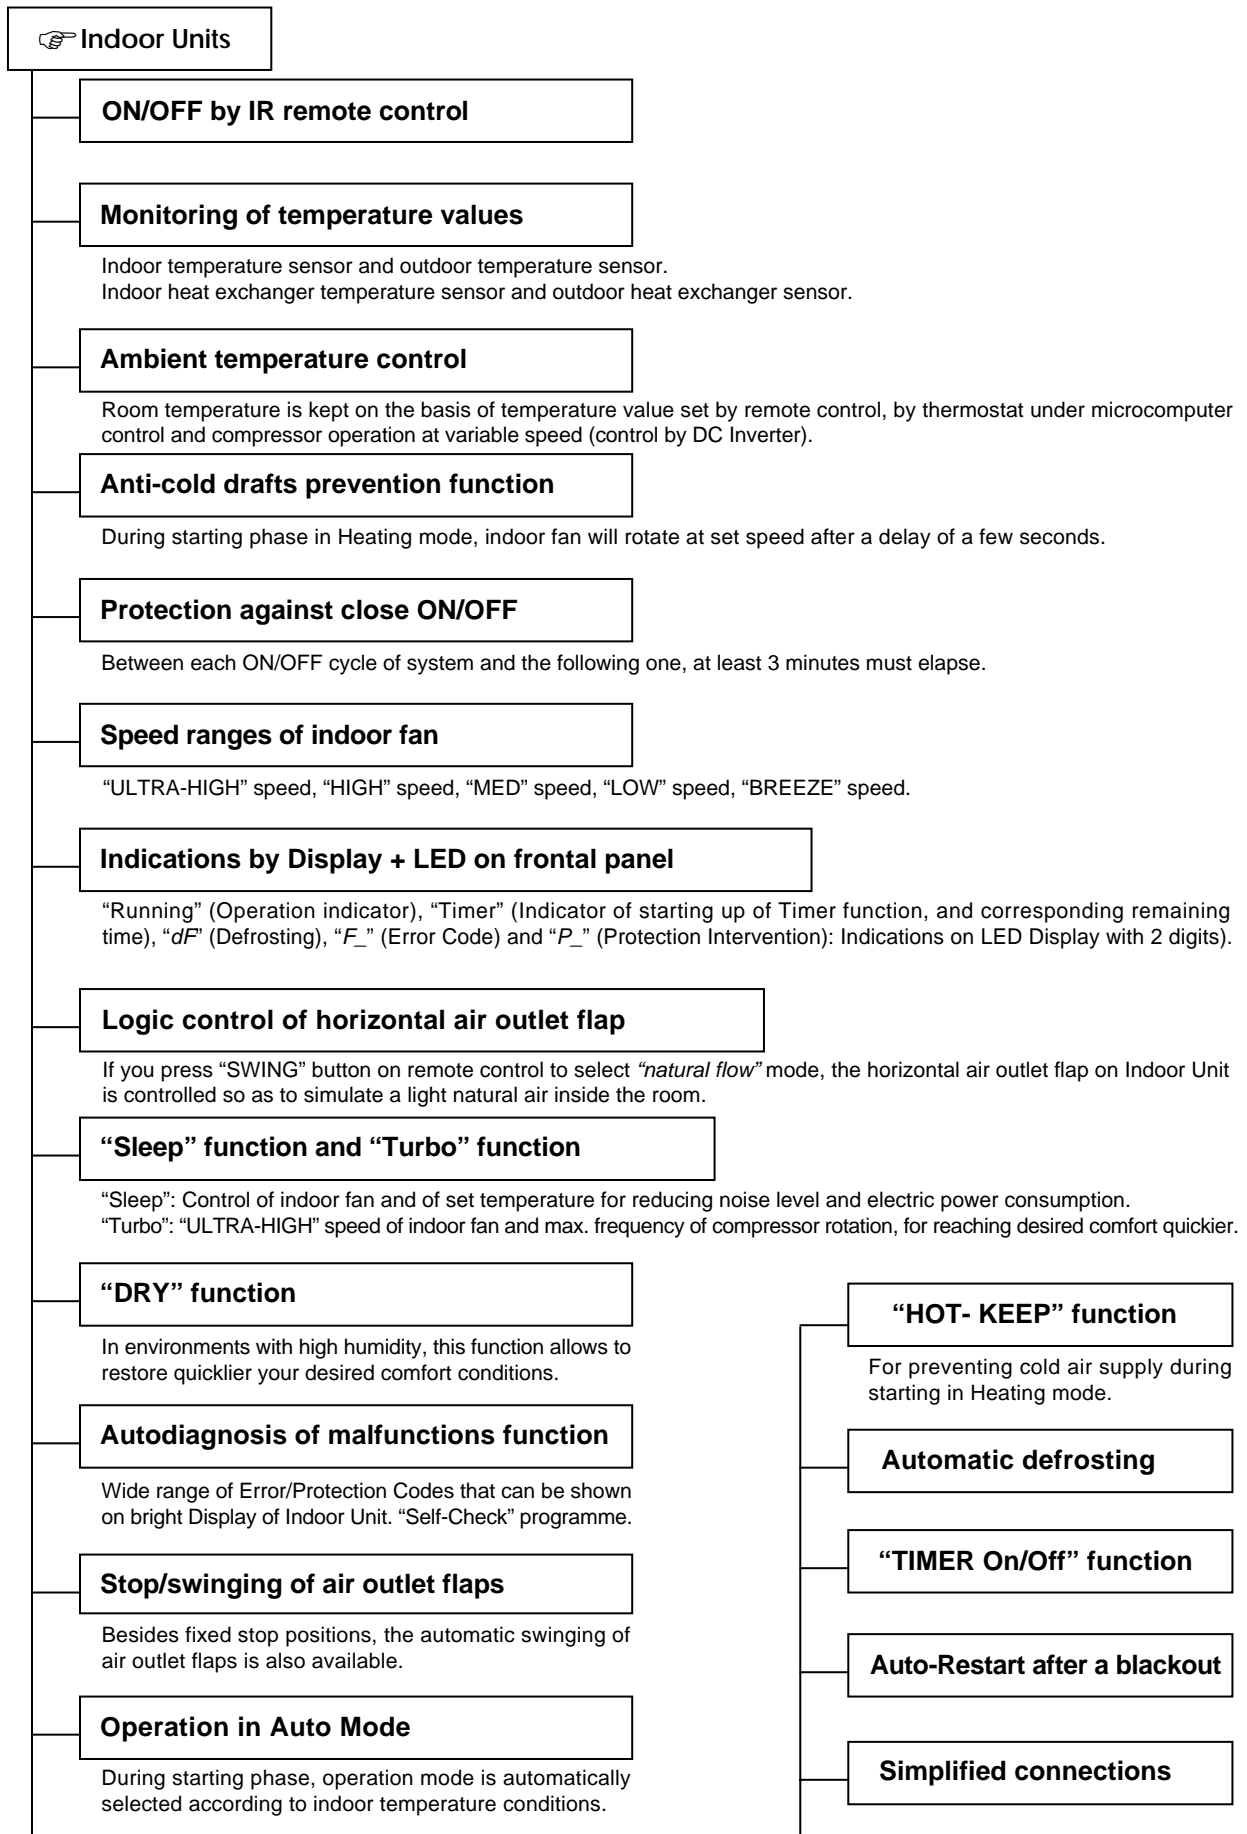 ☞Indoor Units
ON/OFF by IR remote control
Monitoring of temperature values
Indoor temperature sensor and outdoor temperature sensor.
Indoor heat exchanger temperature sensor and outdoor heat exchanger sensor.
Ambient temperature control
Room temperature is kept on the basis of temperature value set by remote control, by thermostat under microcomputer
control and compressor operation at variable speed (control by DC Inverter).
Anti-cold drafts prevention function
During starting phase in Heating mode, indoor fan will rotate at set speed after a delay of a few seconds.
Protection against close ON/OFF
Between each ON/OFF cycle of system and the following one, at least 3 minutes must elapse.
Speed ranges of indoor fan
“ULTRA-HIGH” speed, “HIGH” speed, “MED” speed, “LOW” speed, “BREEZE” speed.
Indications by Display + LED on frontal panel
“Running” (Operation indicator), “Timer” (Indicator of starting up of Timer function, and corresponding remaining
time), “dF” (Defrosting), “F_” (Error Code) and “P_” (Protection Intervention): Indications on LED Display with 2 digits).
Logic control of horizontal air outlet flap
If you press “SWING” button on remote control to select “natural flow” mode, the horizontal air outlet flap on Indoor Unit
is controlled so as to simulate a light natural air inside the room.
“Sleep” function and “Turbo” function
“Sleep”: Control of indoor fan and of set temperature for reducing noise level and electric power consumption.
“Turbo”: “ULTRA-HIGH” speed of indoor fan and max. frequency of compressor rotation, for reaching desired comfort quickier.
“DRY” function
In environments with high humidity, this function allows to
restore quicklier your desired comfort conditions.
Autodiagnosis of malfunctions function
Wide range of Error/Protection Codes that can be shown
on bright Display of Indoor Unit. “Self-Check” programme.
Stop/swinging of air outlet flaps
Besides fixed stop positions, the automatic swinging of
air outlet flaps is also available.
Operation in Auto Mode
During starting phase, operation mode is automatically
selected according to indoor temperature conditions.
“HOT- KEEP” function
For preventing cold air supply during
starting in Heating mode.
Automatic defrosting
“TIMER On/Off” function
Auto-Restart after a blackout
Simplified connections